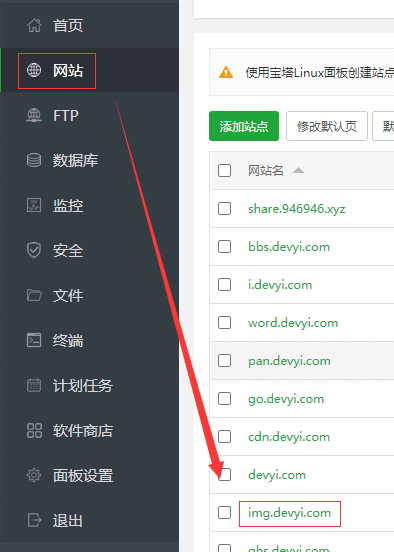 首页
网站
FTP
数据库
监控
安全
文件
终端
计划任务
软件商店
面板设置
退出
使用宝塔Linux面板创建站点
添加站点
修改默认页
网站名
share.946946.xyz
bbs.devyi.com
i.devyi.com
word.devyi.com
pan.devyi.com
go.devyi.com
cdn.devyi.com
devyi.com
img.devyi.com